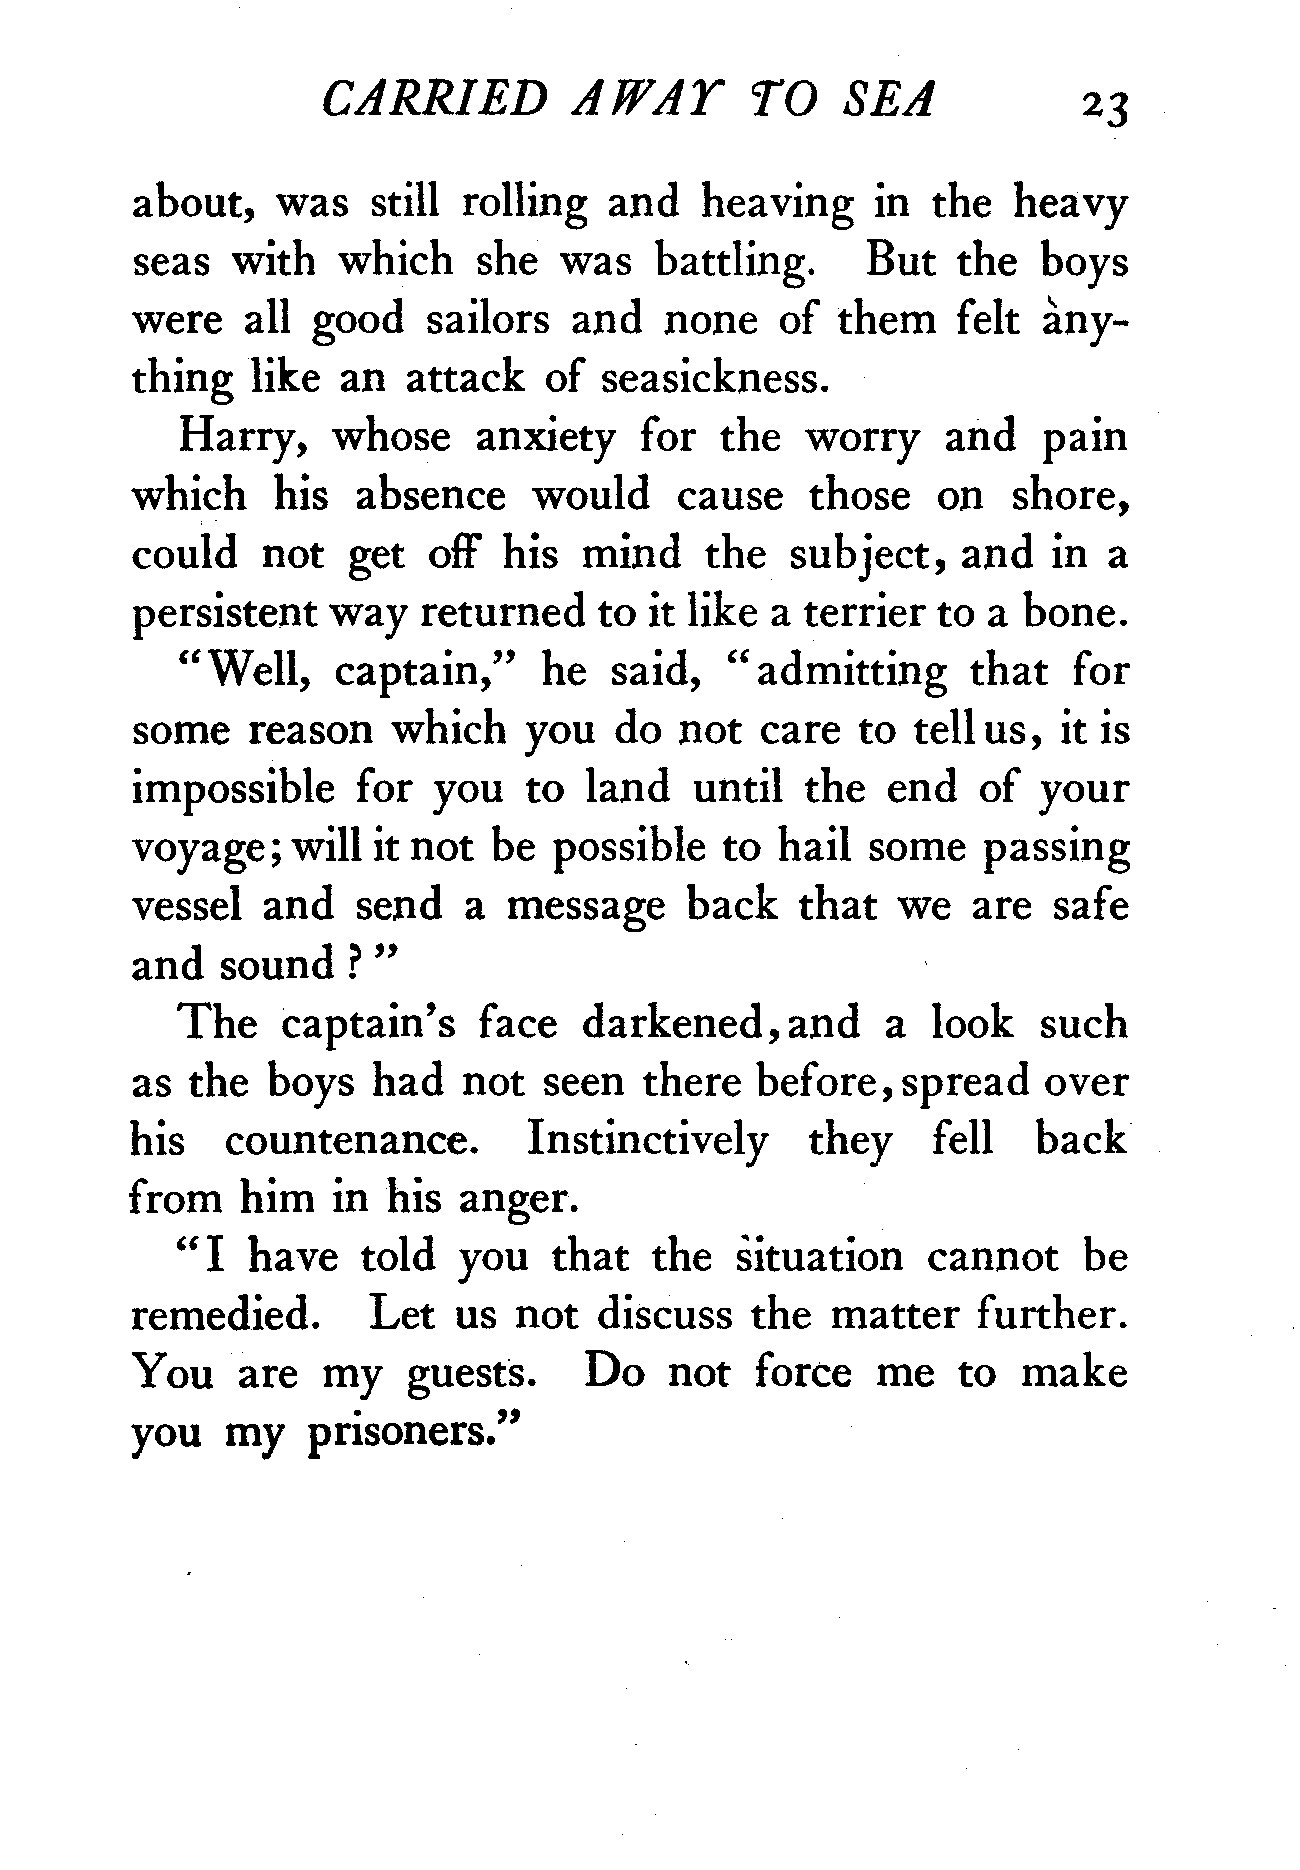 CARRIED AWAY TO SEA 23
about, was still rolling and heaving in the heavy
seas with which she was battling. But the boys
were all good sailors and none of them felt any-
thing like an attack of seasickness.
Harry, whose anxiety for the worry and pain
which his absence would cause those on shore,
could not get off his mind the subject, and in a
persistent way returned to it like a terrier to a bone.
“Well, captain,” he said, “admitting that for
some reason which you do not care to tell us, it is
impossible for you to land until the end of your
voyage; will it not be possible to hail some passing
vessel and send a message back that we are safe
and sound?”
The captain’s face darkened, and a look such
as the boys had not seen there before, spread over
his countenance. Instinctively they fell back
from him in his anger.
“I have told you that the situation cannot be
remedied. Let us not discuss the matter further.
You are my guests. Do not force me to make
you my prisoners.”